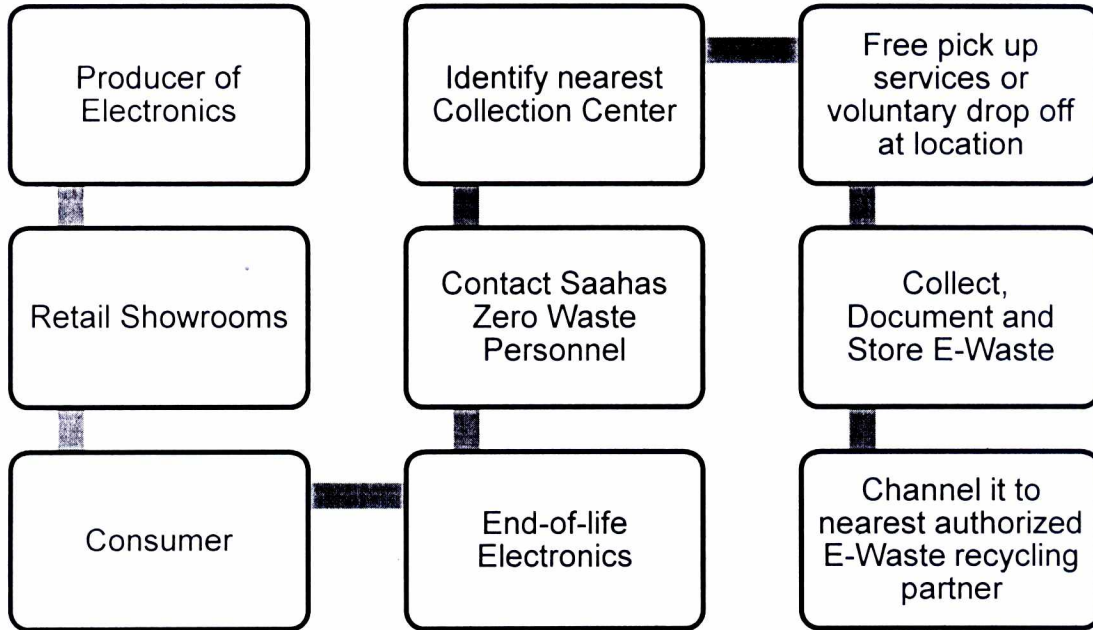 Producer of
Electronics
Retail Showrooms
Consumer
End-of-life
Electronics
Contact Saahas
Zero Waste
Personnel
Identify nearest
Collection Center
Free pick up
services or
voluntary drop off
at location
Collect,
Document and
Store E-Waste
Channel it to
nearest authorized
E-Waste recycling
partner